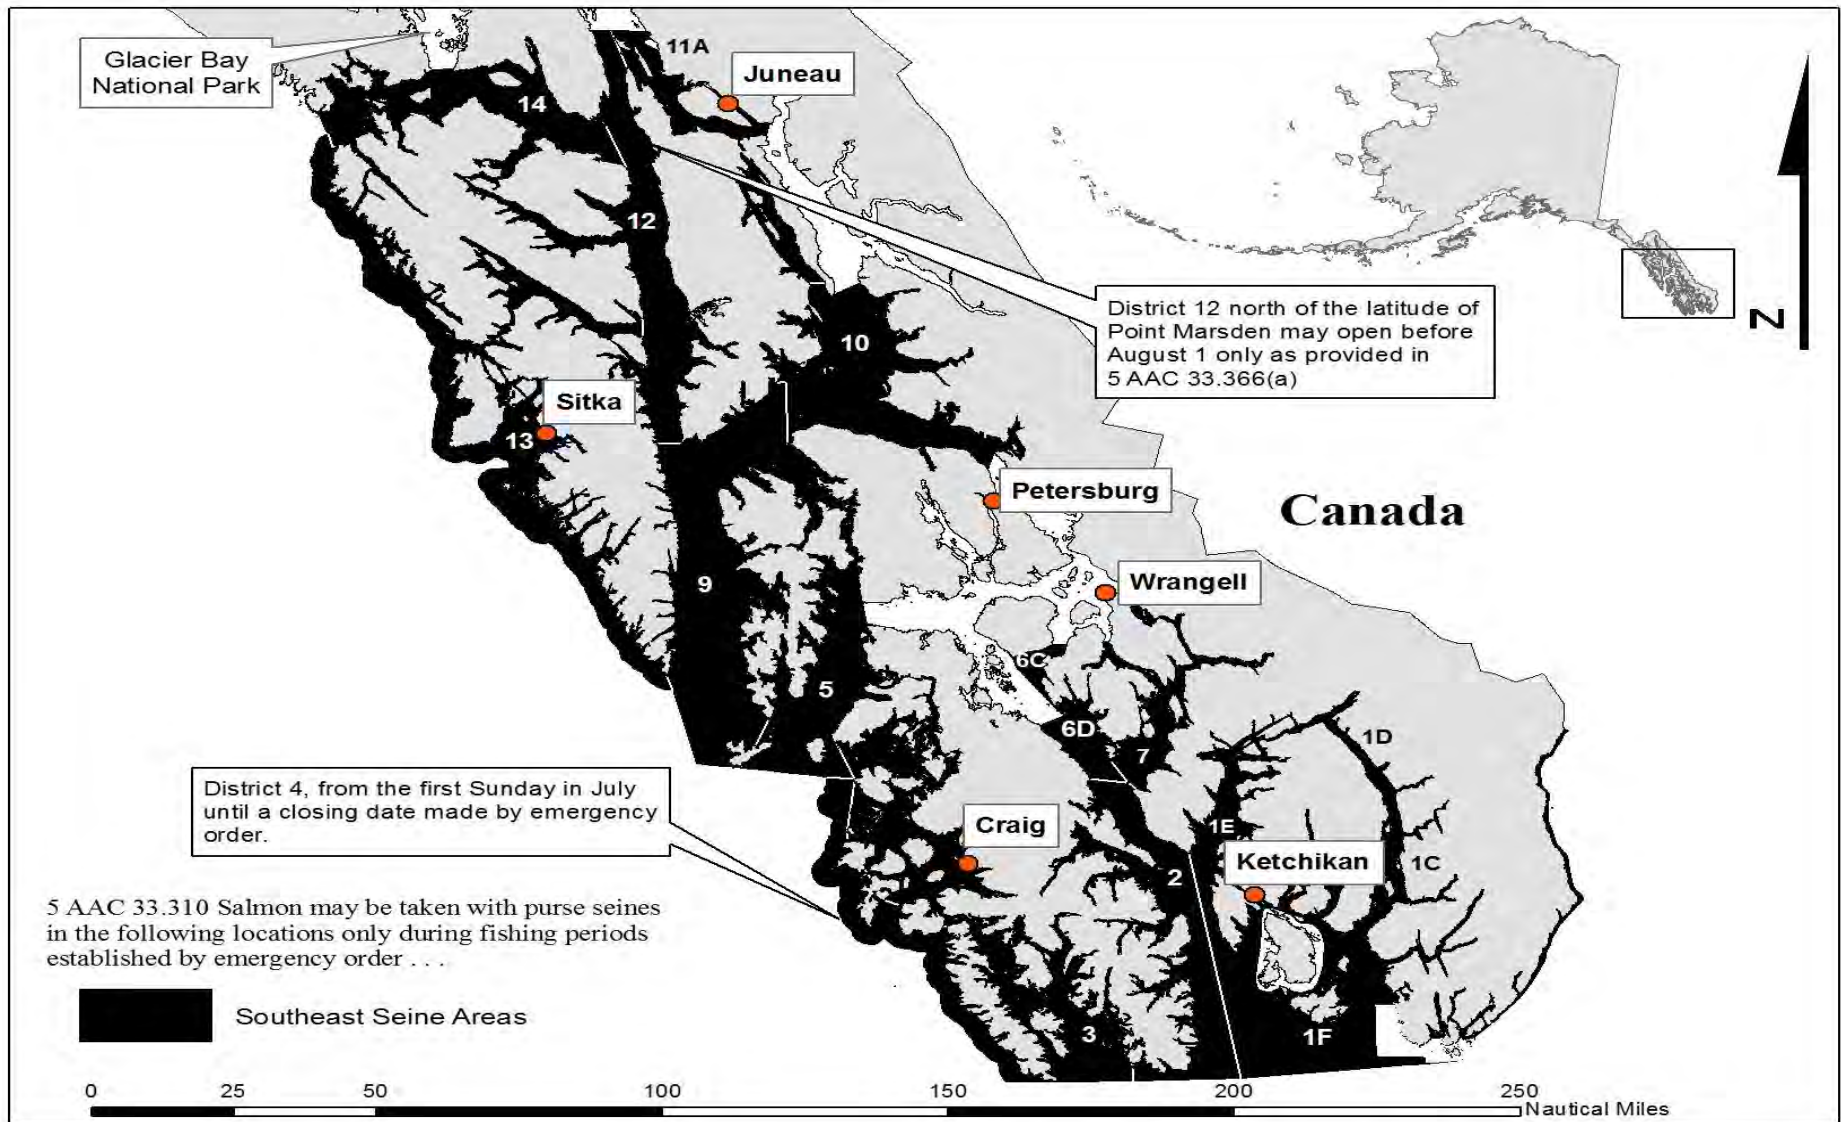 Glacier Bay
National Park
11A
Juneau
14
12
District 12 north of the latitude of
Point Marsden may open before
August 1 only as provided in
5 AAC 33.366(a)
N
10
Sitka
13
Petersburg
Canada
Wrangell
9
6C
5
6D
7
1D
District 4, from the first Sunday in July
until a closing date made by emergency
order.
Craig
1E
Ketchikan
1C
2
5 AAC 33.310 Salmon may be taken with purse seines
in the following locations only during fishing periods
established by emergency order . . .
Southeast Seine Areas
3
1F
0 25 50 100 150 200 250
Nautical Miles